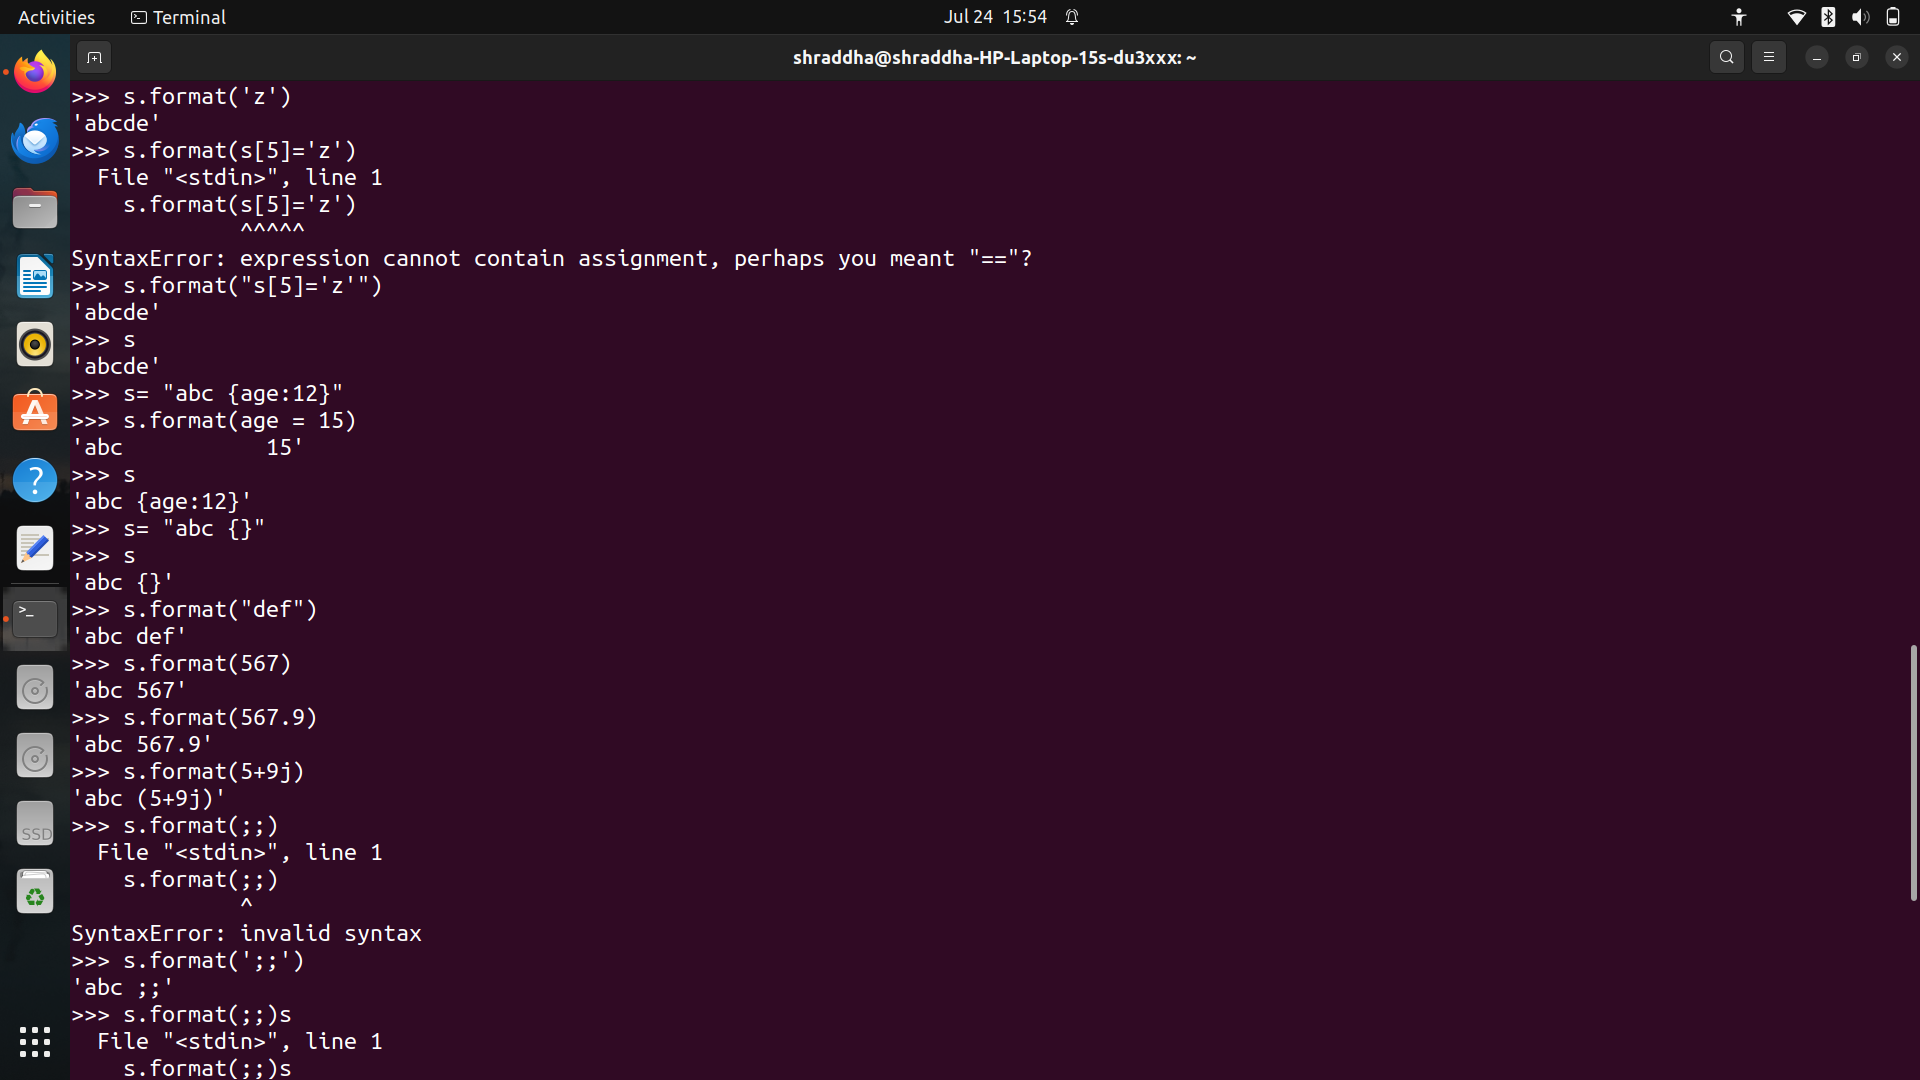 Activities Terminal Jul 24 15:54
shraddha@shraddha-HP-Laptop-15s-du3xxx: ~
>>> s.format('z')
'abcde'
>>> s.format(s[5]='z')
  File "<stdin>", line 1
    s.format(s[5]='z')
             ^^^^^
SyntaxError: expression cannot contain assignment, perhaps you meant "=="?
>>> s.format("s[5]='z'")
'abcde'
>>> s
'abcde'
>>> s= "abc {age:12}"
>>> s.format(age = 15)
'abc           15'
>>> s
'abc {age:12}'
>>> s= "abc {}"
>>> s
'abc {}'
>>> s.format("def")
'abc def'
>>> s.format(567)
'abc 567'
>>> s.format(567.9)
'abc 567.9'
>>> s.format(5+9j)
'abc (5+9j)'
>>> s.format(;;)
  File "<stdin>", line 1
    s.format(;;)
             ^
SyntaxError: invalid syntax
>>> s.format(';;')
'abc ;;'
>>> s.format(;;)s
  File "<stdin>", line 1
    s.format(;;)s
SSD